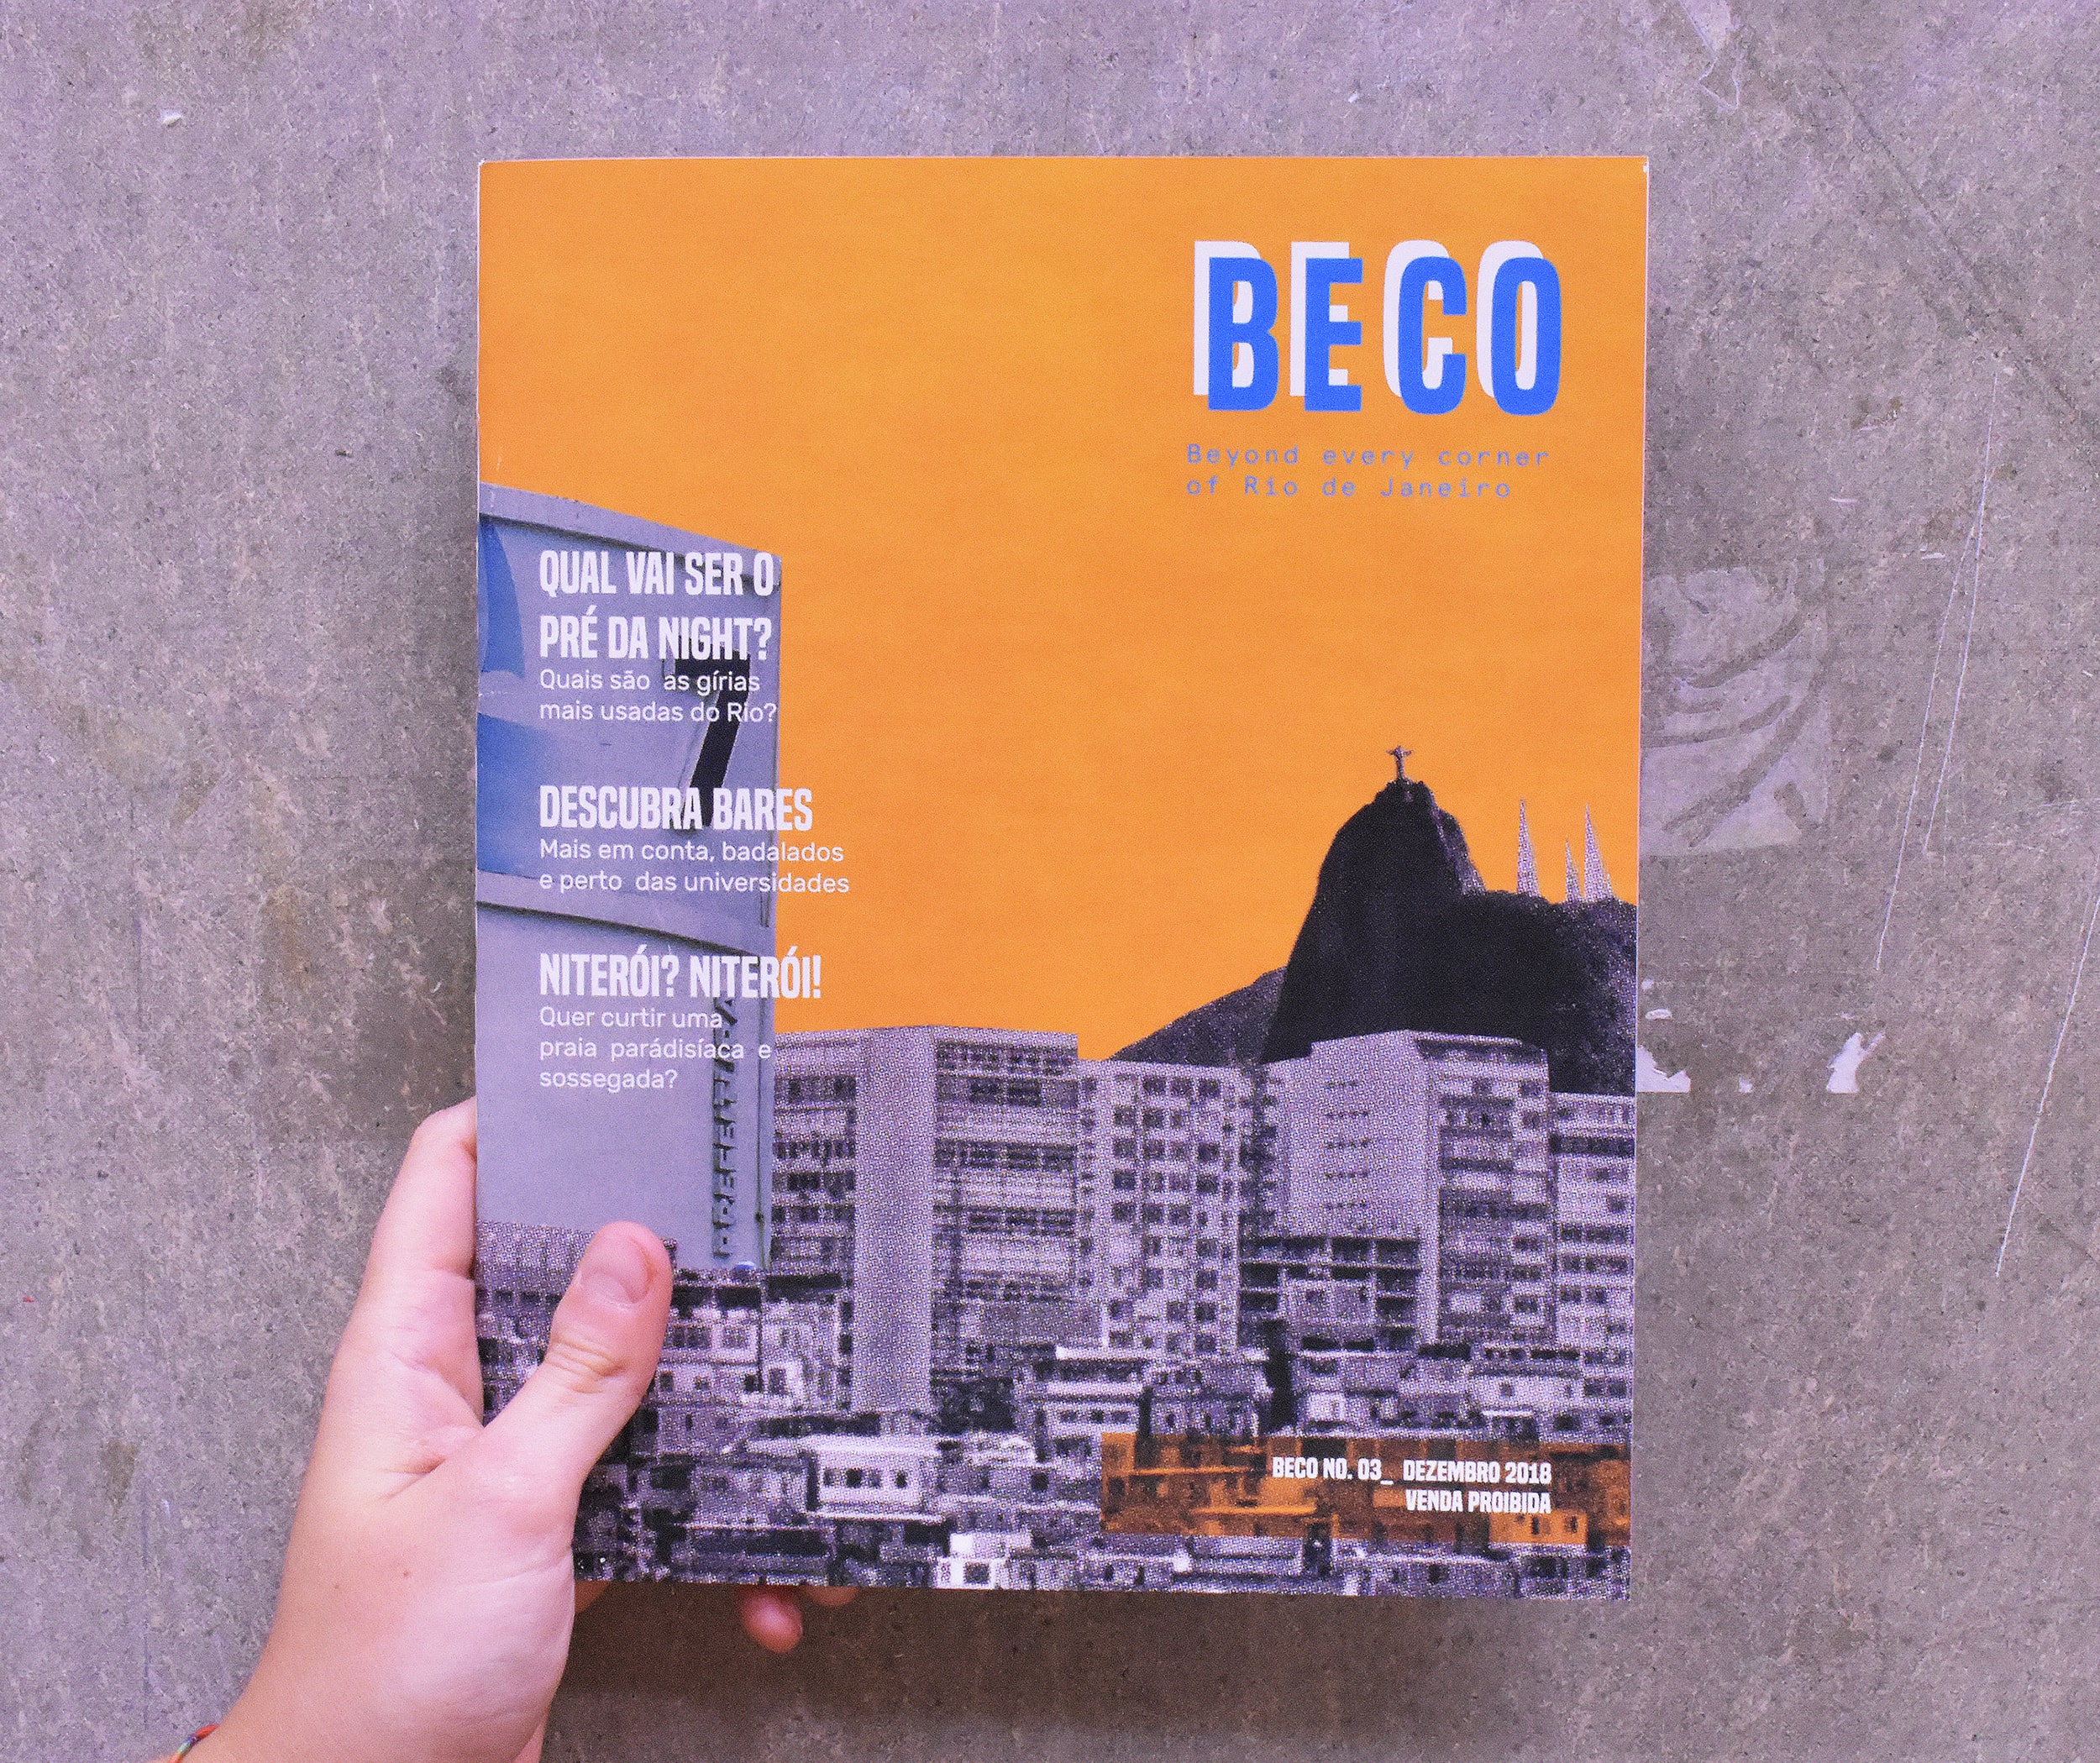 BECO
Beyond every corner
of Rio de Janeiro
QUAL VAI SER O
PRÉ DA NIGHT?
Quais são as gírias
mais usadas do Rio?
7
DESCUBRA BARES
Mais em conta, badalados
e perto das universidades
NITERÓI? NITERÓI!
Quer curtir uma
praia parádisíaca e
sossegada?
BECO NO. 03_ DEZEMBRO 2018
VENDA PROIBIDA